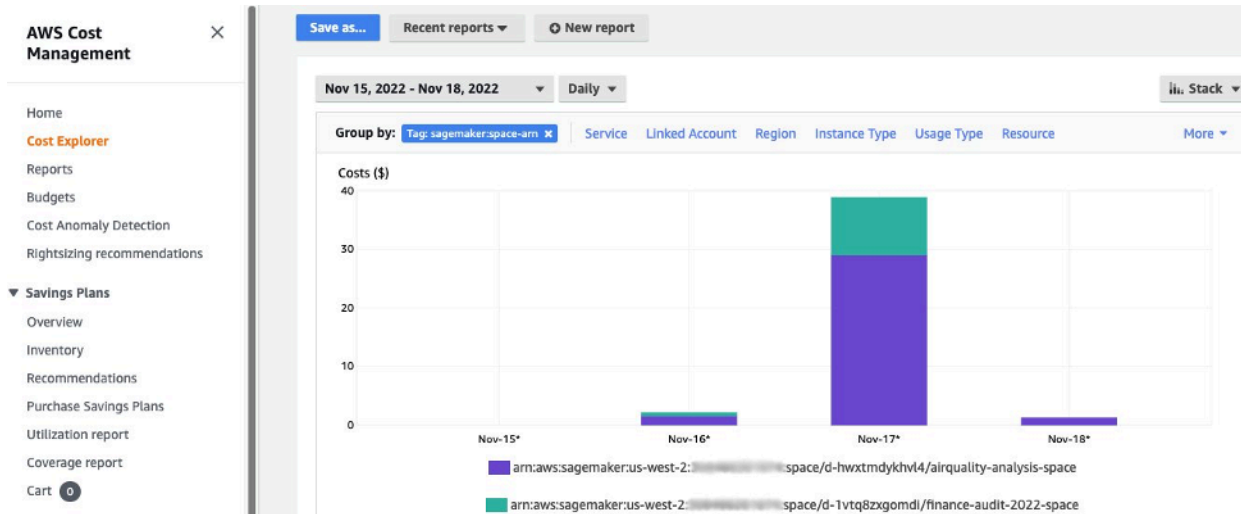 AWS Cost
Management
Home
Cost Explorer
Reports
Budgets
Cost Anomaly Detection
Rightsizing recommendations
Savings Plans
Overview
Inventory
Recommendations
Purchase Savings Plans
Utilization report
Coverage report
Cart 0
Save as... Recent reports New report
Nov 15, 2022 - Nov 18, 2022 Daily Stack
Group by: Tag: sagemaker:space-arn × Service Linked Account Region Instance Type Usage Type Resource More
Costs ($)
40
30
20
10
0
Nov-15* Nov-16* Nov-17* Nov-18*
arn:aws:sagemaker:us-west-2: :space/d-hwxtmdykhvl4/airquality-analysis-space
arn:aws:sagemaker:us-west-2: :space/d-1vtq8zxgomdi/finance-audit-2022-space